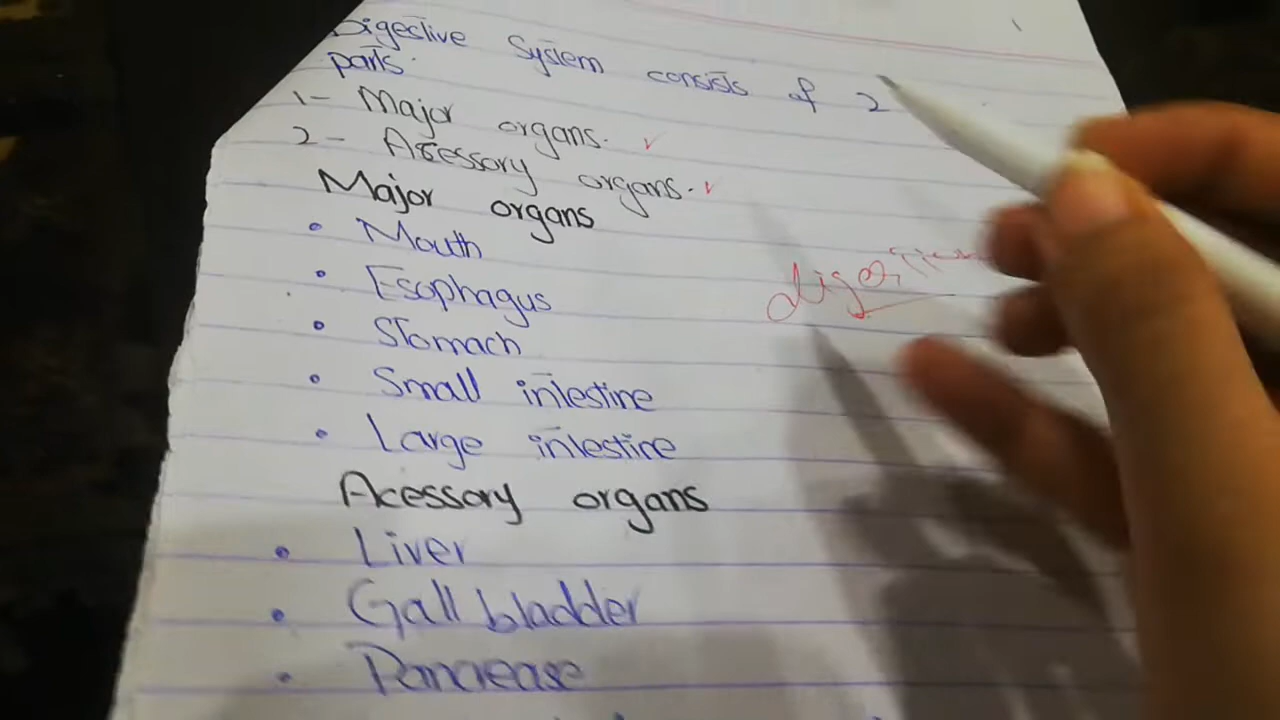 Digestive System consists of 2
parts.
1- Major organs. ✓
2- Acessory organs. ✓
Major organs
• Mouth
• Esophagus
• Stomach
• Small intestine
• Large intestine
Acessory organs
• Liver
• Gall bladder
• Pancrease